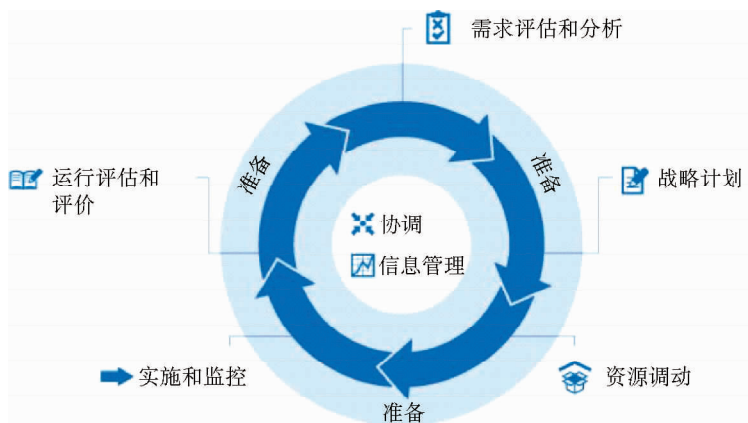 需求评估和分析
准备
准备
运行评估和
评价
战略计划
协调
信息管理
实施和监控
资源调动
准备